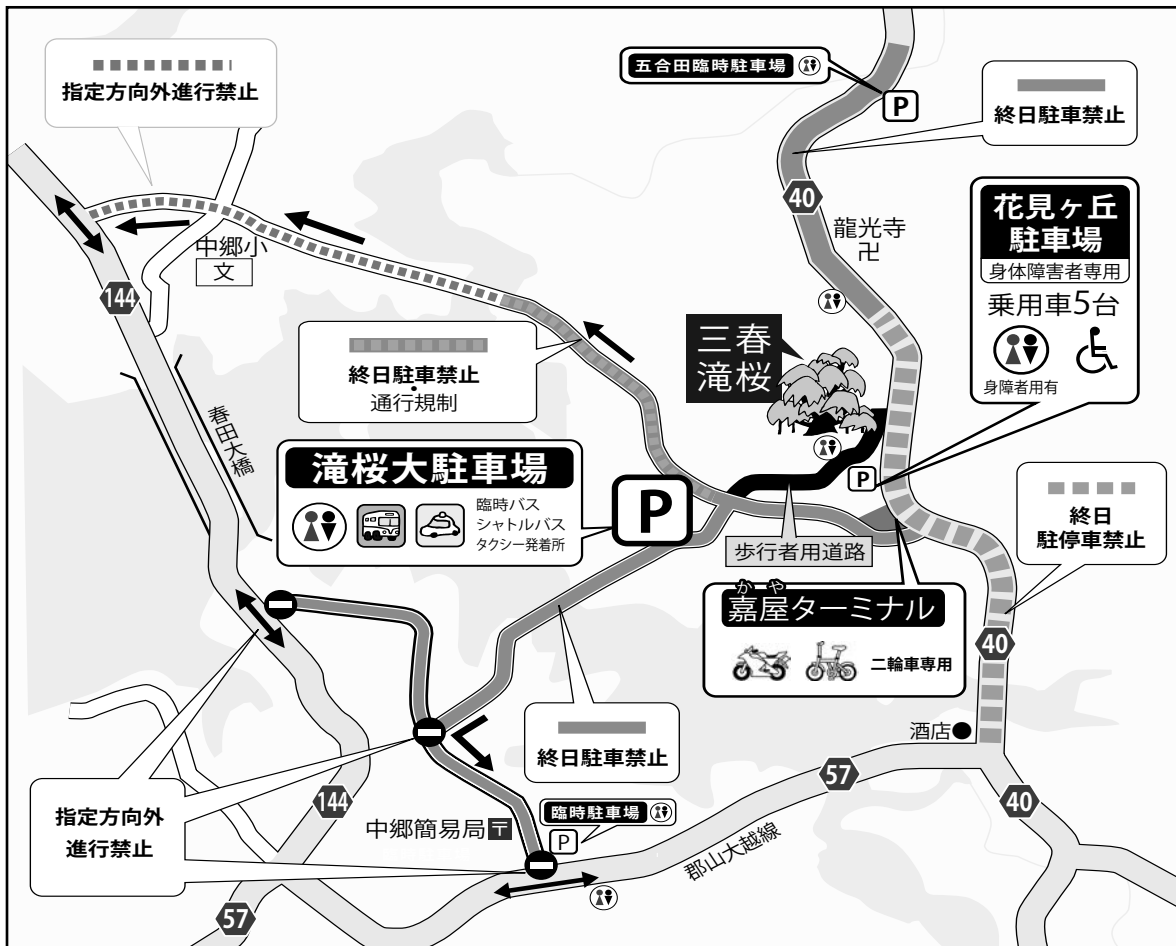 指定方向外進行禁止
五合田臨時駐車場
P
終日駐車禁止
40
花見ヶ丘
駐車場
身体障害者専用
乗用車5台
身障者用有
龍光寺
卍
中郷小
文
144
三春
滝桜
終日駐車禁止
・
通行規制
春田大橋
滝桜大駐車場
臨時バス
シャトルバス
タクシー発着所
P
P
歩行者用道路
終日
駐停車禁止
かや
嘉屋ターミナル
二輪車専用
40
酒店
終日駐車禁止
57
40
指定方向外
進行禁止
144
中郷簡易局
〒
臨時駐車場
P
郡山大越線
57